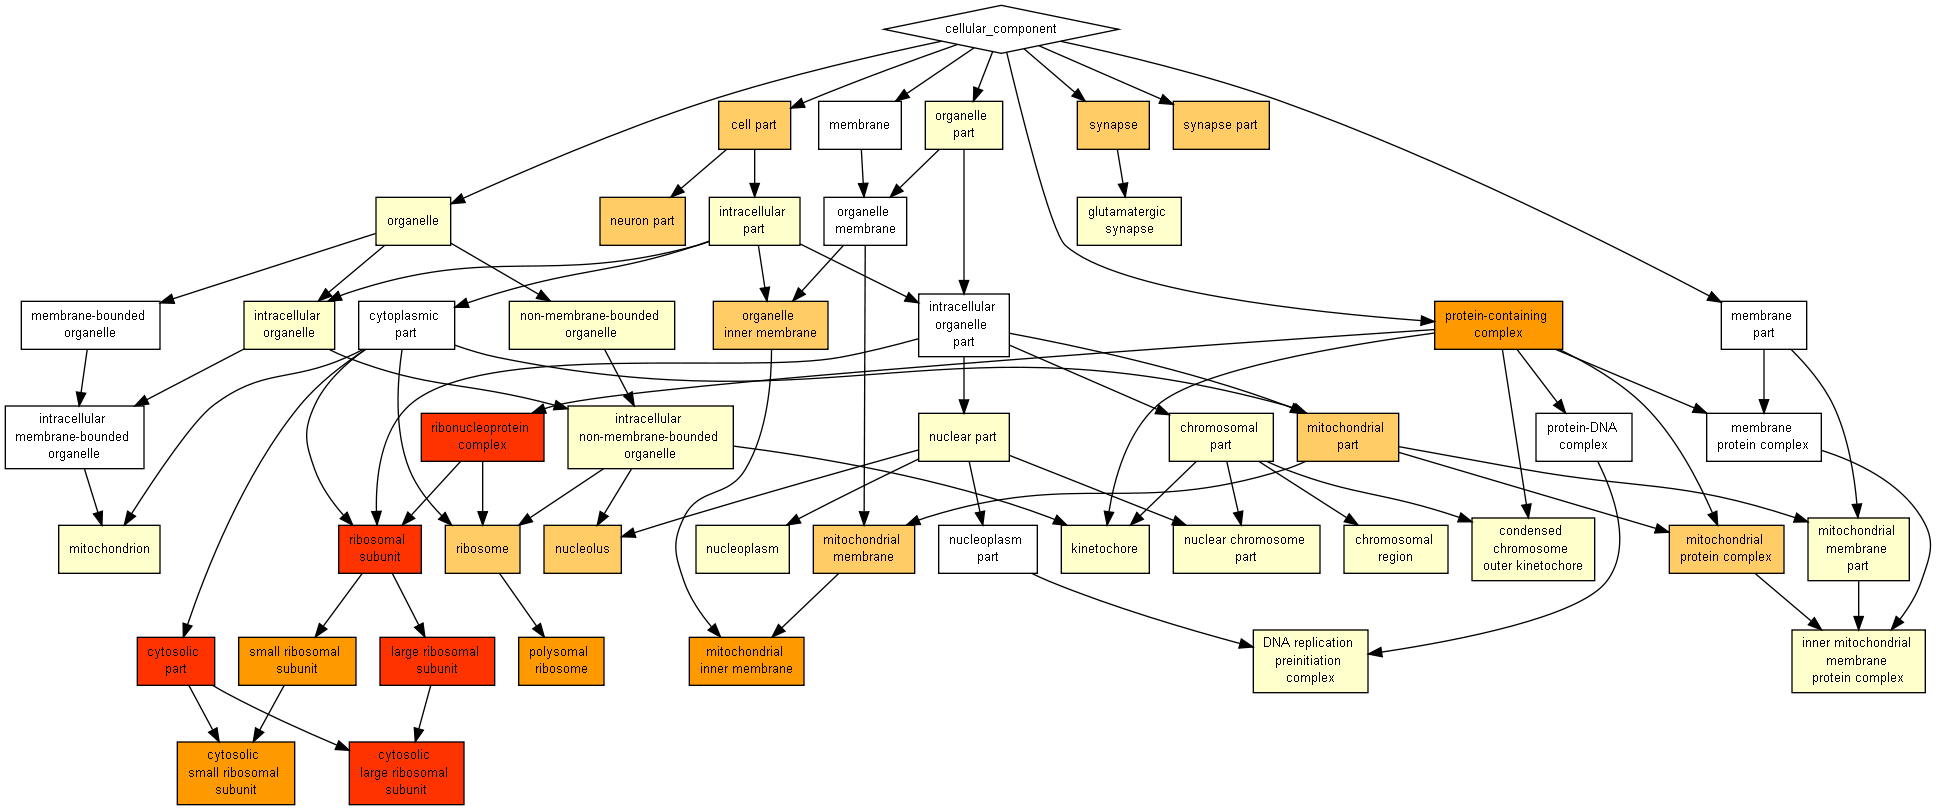 cellular_component
cell part
membrane
organelle
part
synapse
synapse part
organelle
neuron part
intracellular
part
organelle
membrane
glutamatergic
synapse
membrane-bounded
organelle
intracellular
organelle
cytoplasmic
part
non-membrane-bounded
organelle
organelle
inner membrane
intracellular
organelle
part
protein-containing
complex
membrane
part
intracellular
membrane-bounded
organelle
ribonucleoprotein
complex
intracellular
non-membrane-bounded
organelle
nuclear part
chromosomal
part
mitochondrial
part
protein-DNA
complex
membrane
protein complex
mitochondrion
ribosomal
subunit
ribosome
nucleolus
nucleoplasm
mitochondrial
membrane
nucleoplasm
part
kinetochore
nuclear chromosome
part
chromosomal
region
condensed
chromosome
outer kinetochore
mitochondrial
protein complex
mitochondrial
membrane
part
cytosolic
part
small ribosomal
subunit
large ribosomal
subunit
polysomal
ribosome
mitochondrial
inner membrane
DNA replication
preinitiation
complex
inner mitochondrial
membrane
protein complex
cytosolic
small ribosomal
subunit
cytosolic
large ribosomal
subunit